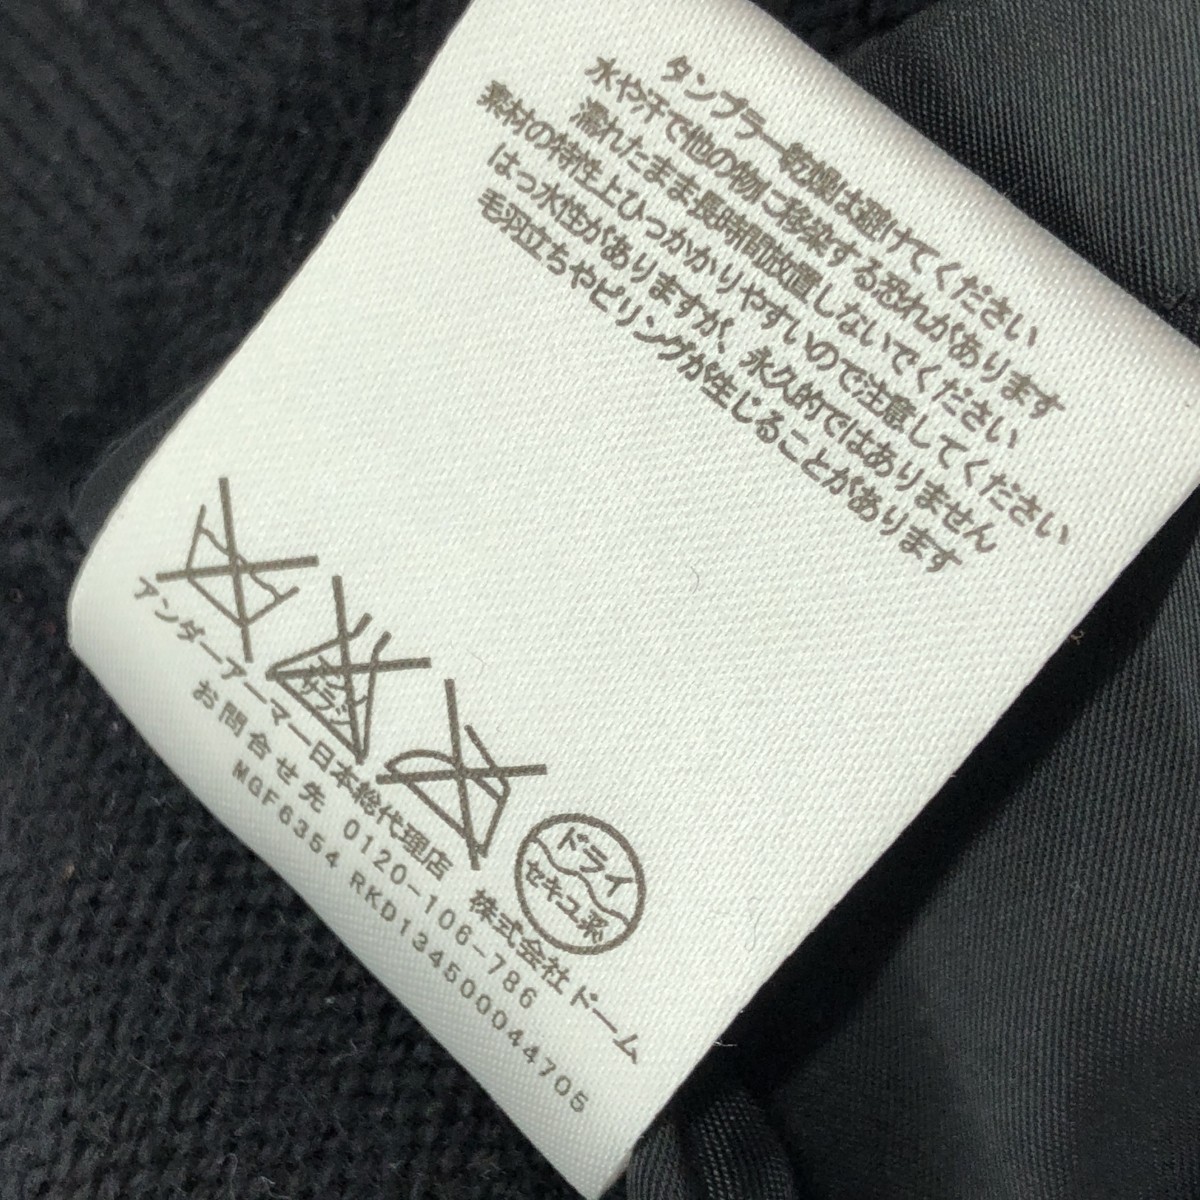 タンブラー乾燥は避けてください
水や汗で他の物に移染する恐れがあります
濡れたまま長時間放置しないでください
素材の特性上ひっかかりやすいので注意してください
はっ水性がありますが、永久的ではありません
毛羽立ちやピリングが生じることがあります
エンソ
サラシ
ドライ
セキユ系
アンダーアーマー日本総代理店 株式会社ドーム
お問合せ先 0120-106-786
MGF6354 RKD134500044705